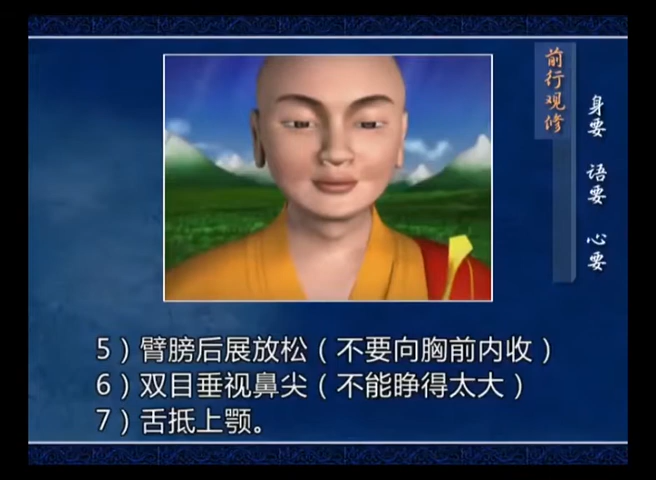 前行观修
身要 语要 心要
5）臂膀后展放松（不要向胸前内收）
6）双目垂视鼻尖（不能睁得太大）
7）舌抵上颚。